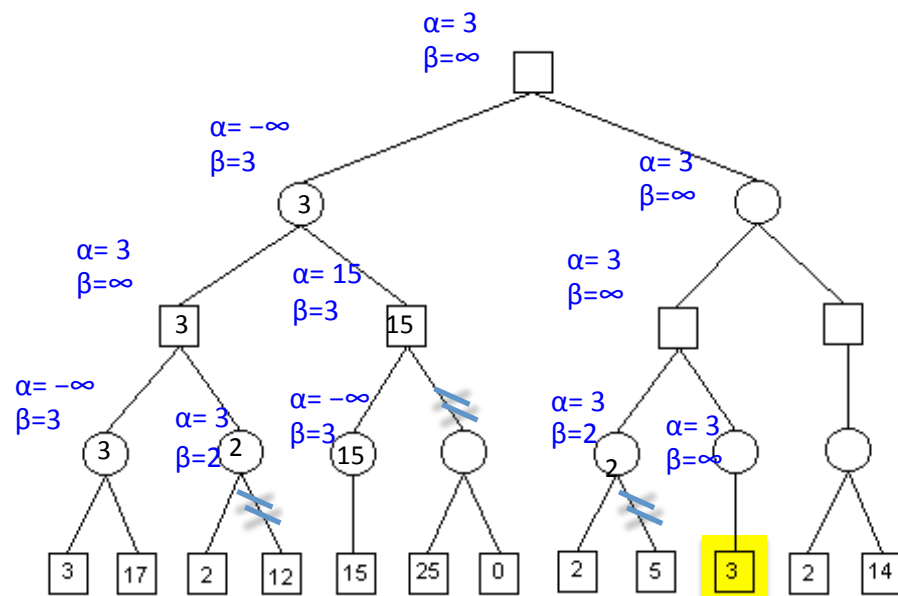 α= 3
β=∞
α= −∞
β=3
α= 3
β=∞
3
α= 3
β=∞
α= 15
β=3
α= 3
β=∞
3
15
α= −∞
β=3
α= 3
β=2
α= −∞
β=3
α= 3
β=2
α= 3
β=∞
3
2
15
2
3
17
2
12
15
25
0
2
5
3
2
14